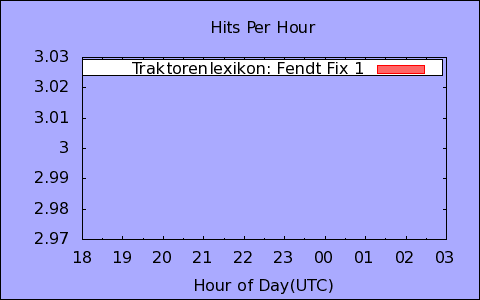 Hits Per Hour
3.03
Traktorenlexikon: Fendt Fix 1
3.02
3.01
3
2.99
2.98
2.97
18 19 20 21 22 23 00 01 02 03
Hour of Day(UTC)